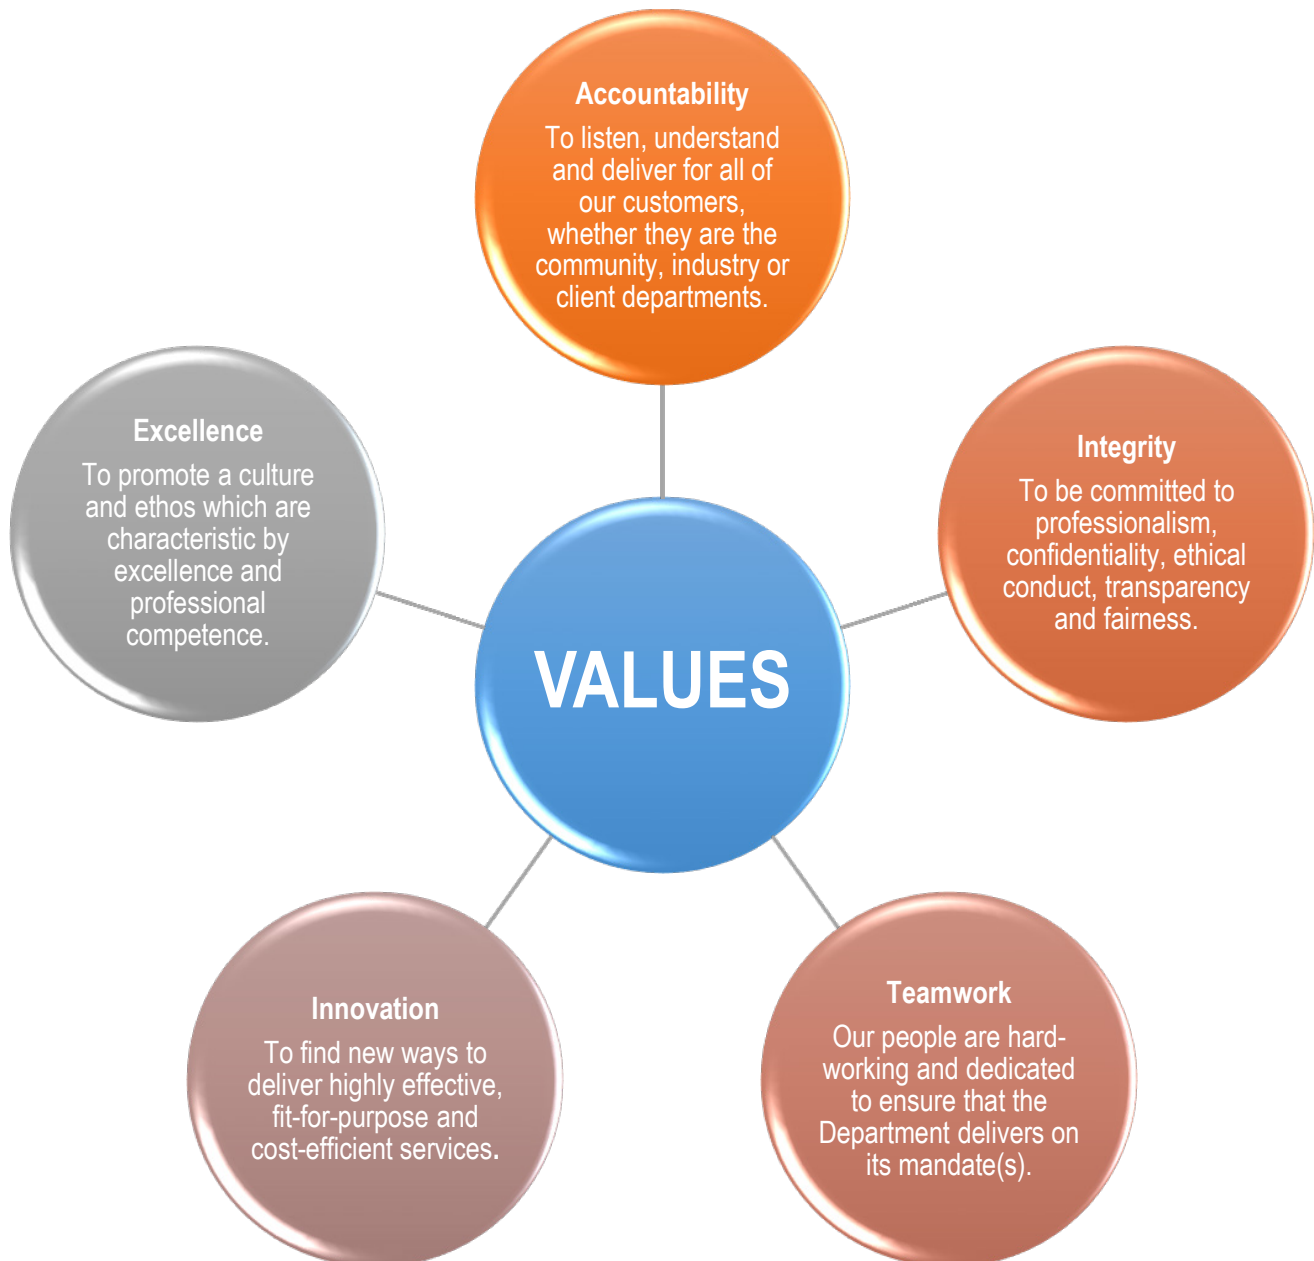 Accountability
To listen, understand
and deliver for all of
our customers,
whether they are the
community, industry or
client departments.
Excellence
To promote a culture
and ethos which are
characteristic by
excellence and
professional
competence.
Integrity
To be committed to
professionalism,
confidentiality, ethical
conduct, transparency
and fairness.
VALUES
Innovation
To find new ways to
deliver highly effective,
fit-for-purpose and
cost-efficient services.
Teamwork
Our people are hard-
working and dedicated
to ensure that the
Department delivers on
its mandate(s).